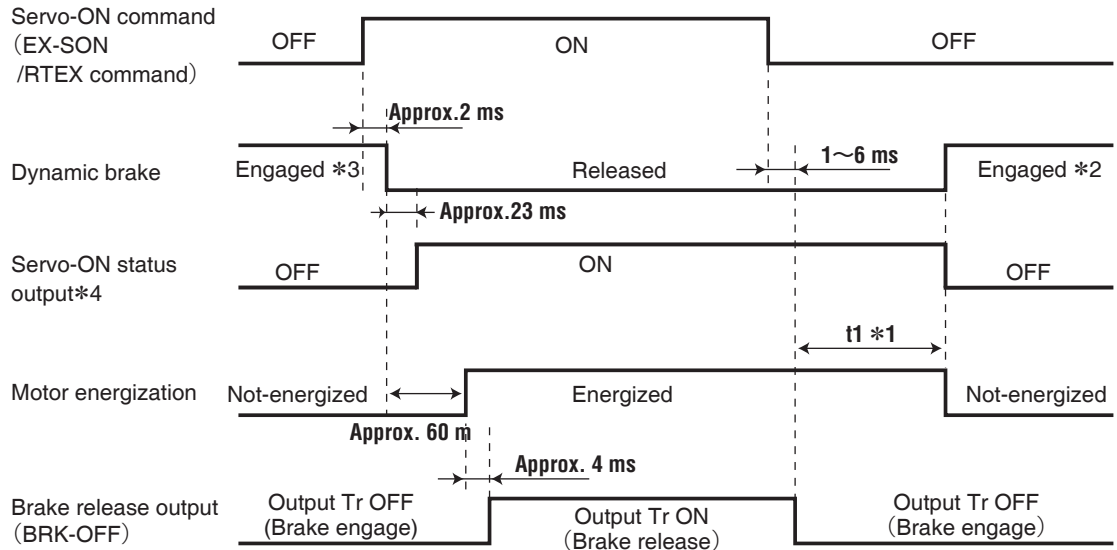 Servo-ON command
（EX-SON
/RTEX command）
OFF
ON
OFF
Approx.2 ms
Dynamic brake
Engaged *3
Released
1～6 ms
Engaged *2
Approx.23 ms
Servo-ON status
output*4
OFF
ON
OFF
t1 *1
Motor energization
Not-energized
Energized
Not-energized
Approx. 60 m
Approx. 4 ms
Brake release output
（BRK-OFF）
Output Tr OFF
(Brake engage)
Output Tr ON
（Brake release）
Output Tr OFF
（Brake engage）